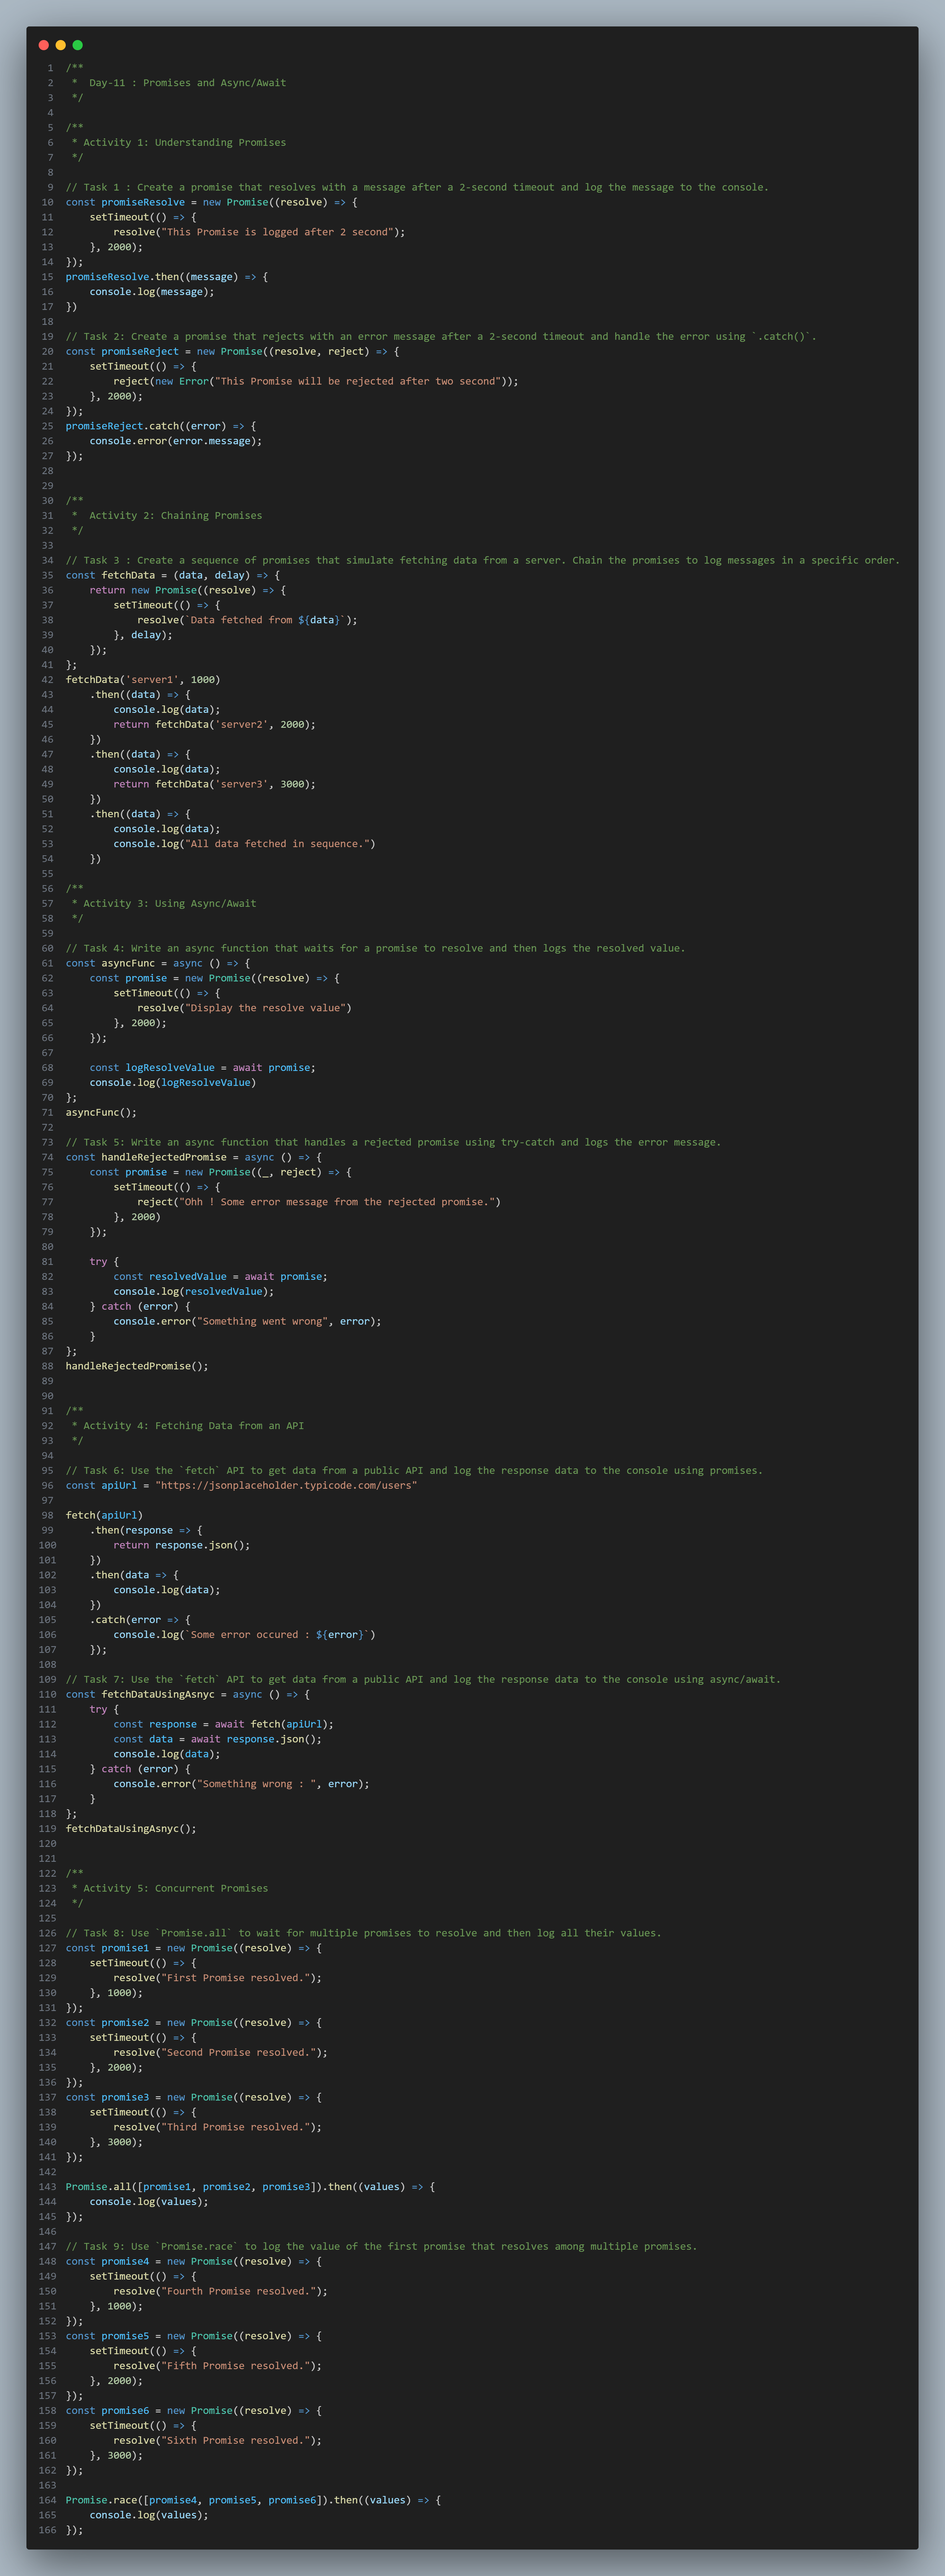 1 /**
2  *  Day-11 : Promises and Async/Await
3  */
4
5 /**
6  * Activity 1: Understanding Promises
7  */
8
9 // Task 1 : Create a promise that resolves with a message after a 2-second timeout and log the message to the console.
10 const promiseResolve = new Promise((resolve) => {
11     setTimeout(() => {
12         resolve("This Promise is logged after 2 second");
13     }, 2000);
14 });
15 promiseResolve.then((message) => {
16     console.log(message);
17 })
18
19 // Task 2: Create a promise that rejects with an error message after a 2-second timeout and handle the error using `.catch()`.
20 const promiseReject = new Promise((resolve, reject) => {
21     setTimeout(() => {
22         reject(new Error("This Promise will be rejected after two second"));
23     }, 2000);
24 });
25 promiseReject.catch((error) => {
26     console.error(error.message);
27 });
28
29
30 /**
31  *  Activity 2: Chaining Promises
32  */
33
34 // Task 3 : Create a sequence of promises that simulate fetching data from a server. Chain the promises to log messages in a specific order.
35 const fetchData = (data, delay) => {
36     return new Promise((resolve) => {
37         setTimeout(() => {
38             resolve(`Data fetched from ${data}`);
39         }, delay);
40     });
41 };
42 fetchData('server1', 1000)
43     .then((data) => {
44         console.log(data);
45         return fetchData('server2', 2000);
46     })
47     .then((data) => {
48         console.log(data);
49         return fetchData('server3', 3000);
50     })
51     .then((data) => {
52         console.log(data);
53         console.log("All data fetched in sequence.")
54     })
55
56 /**
57  * Activity 3: Using Async/Await
58  */
59
60 // Task 4: Write an async function that waits for a promise to resolve and then logs the resolved value.
61 const asyncFunc = async () => {
62     const promise = new Promise((resolve) => {
63         setTimeout(() => {
64             resolve("Display the resolve value")
65         }, 2000);
66     });
67
68     const logResolveValue = await promise;
69     console.log(logResolveValue)
70 };
71 asyncFunc();
72
73 // Task 5: Write an async function that handles a rejected promise using try-catch and logs the error message.
74 const handleRejectedPromise = async () => {
75     const promise = new Promise((_, reject) => {
76         setTimeout(() => {
77             reject("Ohh ! Some error message from the rejected promise.")
78         }, 2000)
79     });
80
81     try {
82         const resolvedValue = await promise;
83         console.log(resolvedValue);
84     } catch (error) {
85         console.error("Something went wrong", error);
86     }
87 };
88 handleRejectedPromise();
89
90
91 /**
92  * Activity 4: Fetching Data from an API
93  */
94
95 // Task 6: Use the `fetch` API to get data from a public API and log the response data to the console using promises.
96 const apiUrl = "https://jsonplaceholder.typicode.com/users"
97
98 fetch(apiUrl)
99     .then(response => {
100         return response.json();
101     })
102     .then(data => {
103         console.log(data);
104     })
105     .catch(error => {
106         console.log(`Some error occured : ${error}`)
107     });
108
109 // Task 7: Use the `fetch` API to get data from a public API and log the response data to the console using async/await.
110 const fetchDataUsingAsnyc = async () => {
111     try {
112         const response = await fetch(apiUrl);
113         const data = await response.json();
114         console.log(data);
115     } catch (error) {
116         console.error("Something wrong : ", error);
117     }
118 };
119 fetchDataUsingAsnyc();
120
121
122 /**
123  * Activity 5: Concurrent Promises
124  */
125
126 // Task 8: Use `Promise.all` to wait for multiple promises to resolve and then log all their values.
127 const promise1 = new Promise((resolve) => {
128     setTimeout(() => {
129         resolve("First Promise resolved.");
130     }, 1000);
131 });
132 const promise2 = new Promise((resolve) => {
133     setTimeout(() => {
134         resolve("Second Promise resolved.");
135     }, 2000);
136 });
137 const promise3 = new Promise((resolve) => {
138     setTimeout(() => {
139         resolve("Third Promise resolved.");
140     }, 3000);
141 });
142
143 Promise.all([promise1, promise2, promise3]).then((values) => {
144     console.log(values);
145 });
146
147 // Task 9: Use `Promise.race` to log the value of the first promise that resolves among multiple promises.
148 const promise4 = new Promise((resolve) => {
149     setTimeout(() => {
150         resolve("Fourth Promise resolved.");
151     }, 1000);
152 });
153 const promise5 = new Promise((resolve) => {
154     setTimeout(() => {
155         resolve("Fifth Promise resolved.");
156     }, 2000);
157 });
158 const promise6 = new Promise((resolve) => {
159     setTimeout(() => {
160         resolve("Sixth Promise resolved.");
161     }, 3000);
162 });
163
164 Promise.race([promise4, promise5, promise6]).then((values) => {
165     console.log(values);
166 });